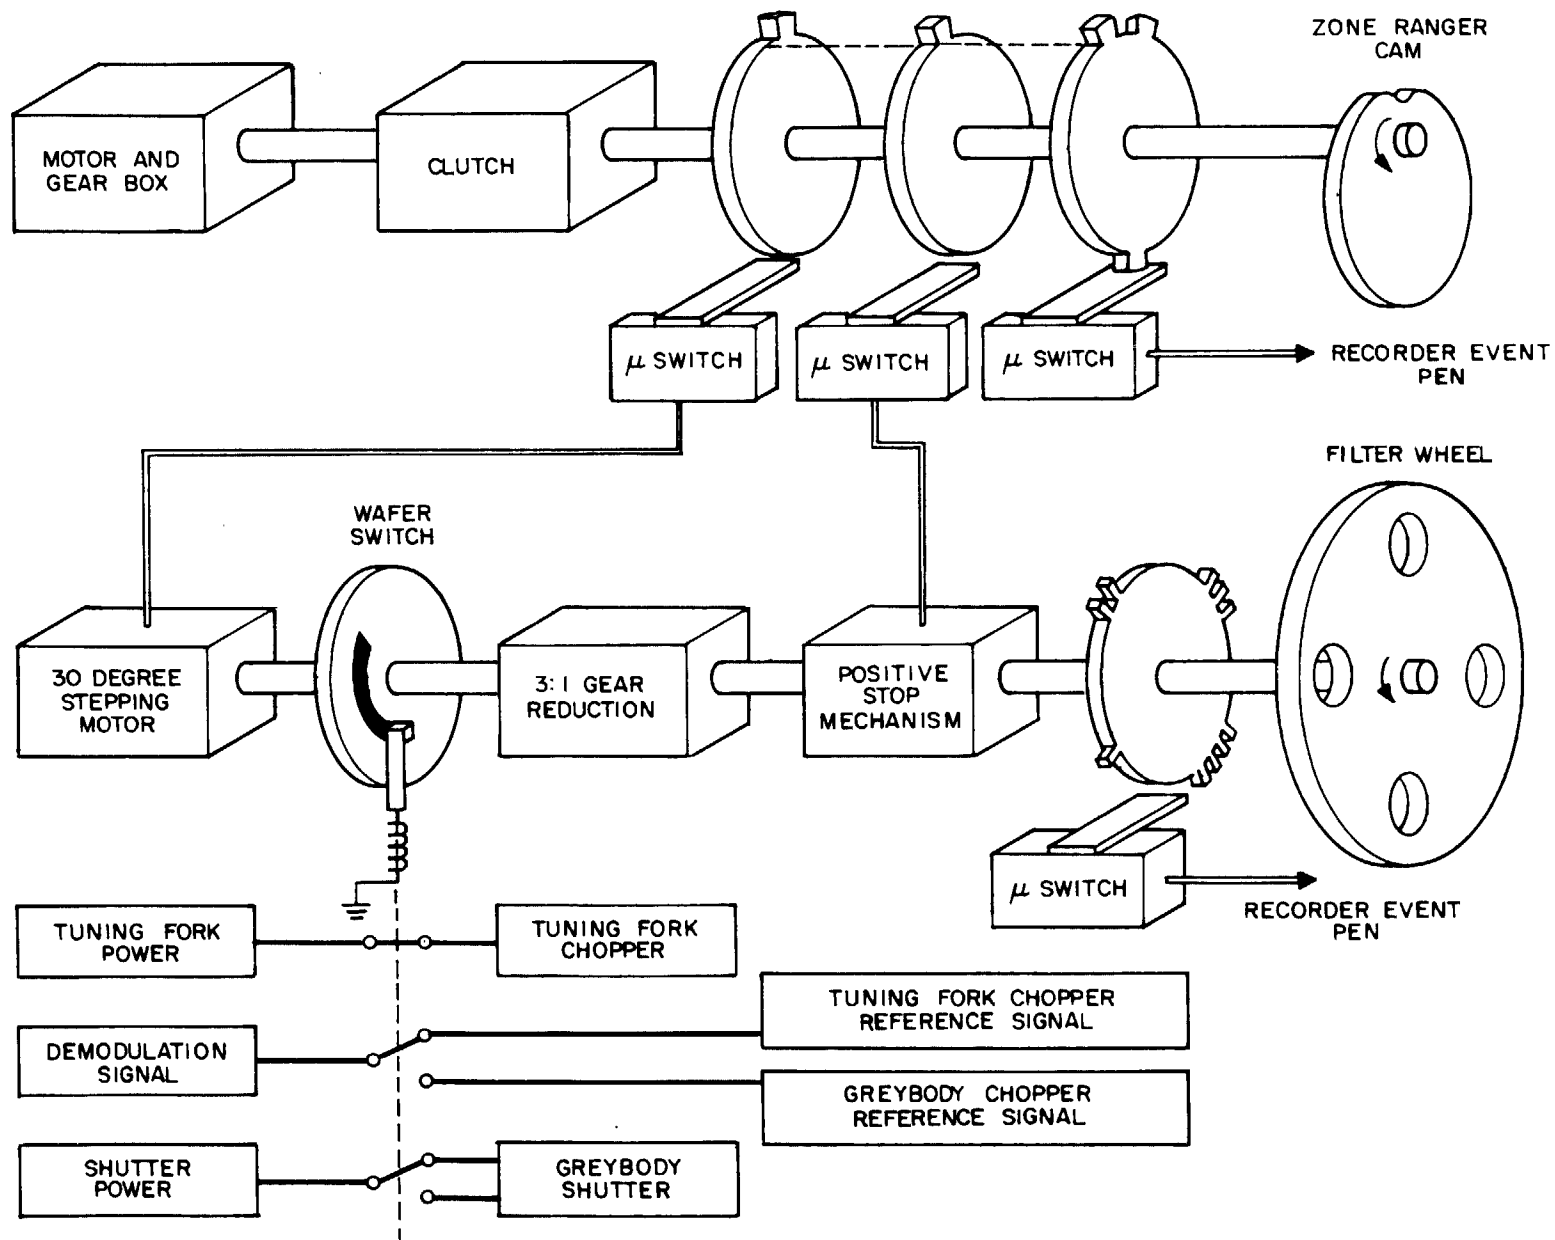 ZONE RANGER
CAM
MOTOR AND
GEAR BOX
CLUTCH
μ SWITCH
μ SWITCH
μ SWITCH
RECORDER EVENT
PEN
FILTER WHEEL
WAFER
SWITCH
30 DEGREE
STEPPING
MOTOR
3:1 GEAR
REDUCTION
POSITIVE
STOP
MECHANISM
μ SWITCH
RECORDER EVENT
PEN
TUNING FORK
POWER
TUNING FORK
CHOPPER
TUNING FORK CHOPPER
REFERENCE SIGNAL
DEMODULATION
SIGNAL
GREYBODY CHOPPER
REFERENCE SIGNAL
SHUTTER
POWER
GREYBODY
SHUTTER